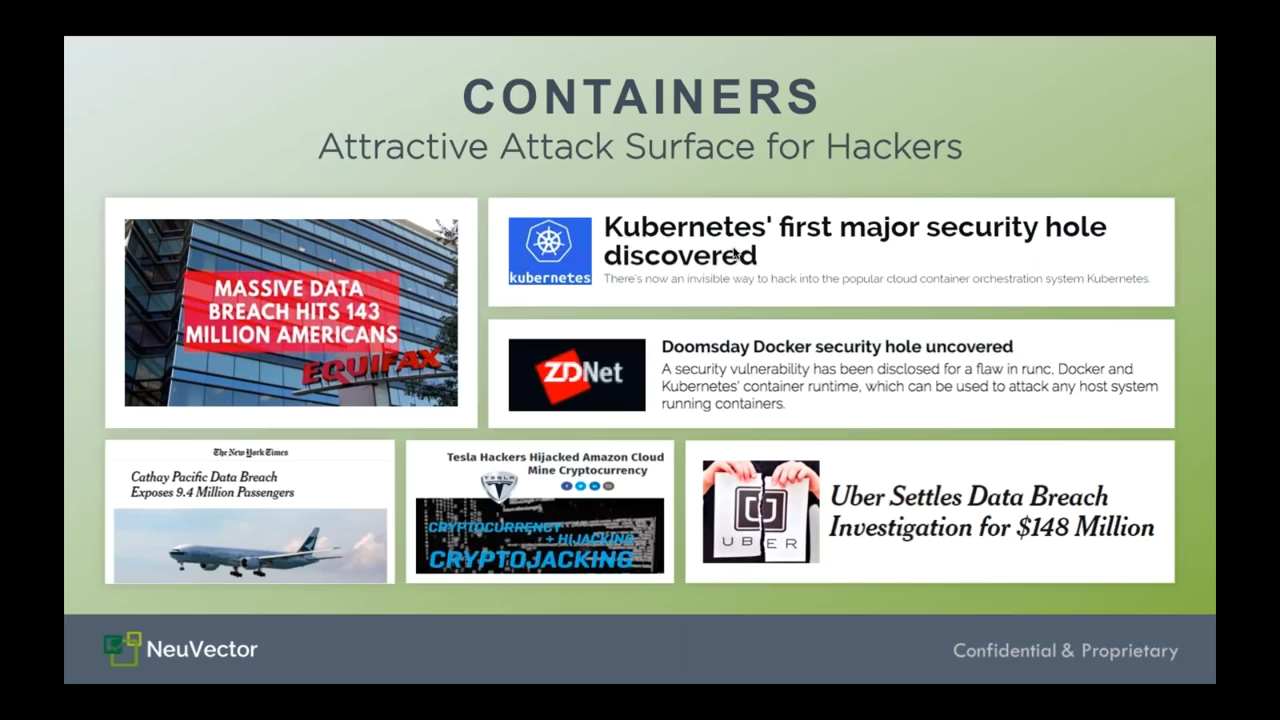 CONTAINERS
Attractive Attack Surface for Hackers
MASSIVE DATA
BREACH HITS 143
MILLION AMERICANS
EQUIFAX
kubernetes
Kubernetes' first major security hole
discovered
There's now an invisible way to hack into the popular cloud container orchestration system Kubernetes.
ZDNet
Doomsday Docker security hole uncovered
A security vulnerability has been disclosed for a flaw in runc, Docker and
Kubernetes' container runtime, which can be used to attack any host system
running containers.
The New York Times
Cathay Pacific Data Breach
Exposes 9.4 Million Passengers
Tesla Hackers Hijacked Amazon Cloud
Mine Cryptocurrency
TESLA
CRYPTOCURRENCY
+ HIJACKING
CRYPTOJACKING
UBER
Uber Settles Data Breach
Investigation for $148 Million
NeuVector
Confidential & Proprietary